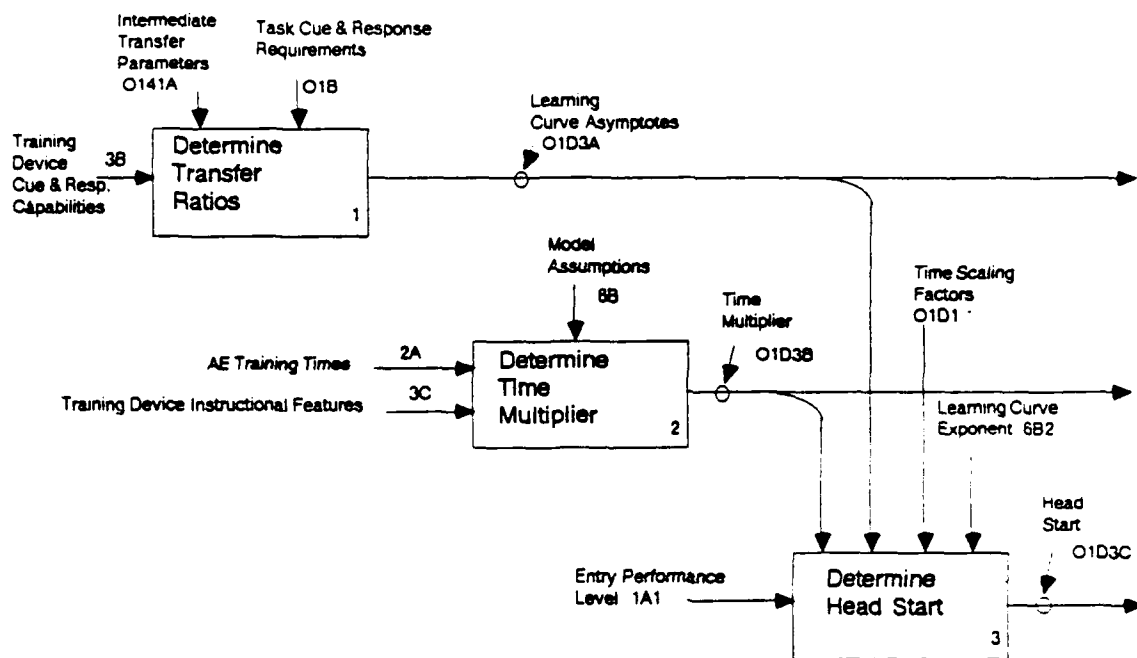 Intermediate
Transfer
Parameters
O141A
Task Cue & Response
Requirements
O1B
Training
Device
Cue & Resp.
Capabilities
3B
Determine
Transfer
Ratios
1
Learning
Curve Asymptotes
O1D3A
Model
Assumptions
6B
AE Training Times
2A
Training Device Instructional Features
3C
Determine
Time
Multiplier
2
Time
Multiplier
O1D3B
Time Scaling
Factors
O1D1
Learning Curve
Exponent 6B2
Entry Performance
Level 1A1
Determine
Head Start
3
Head
Start
O1D3C